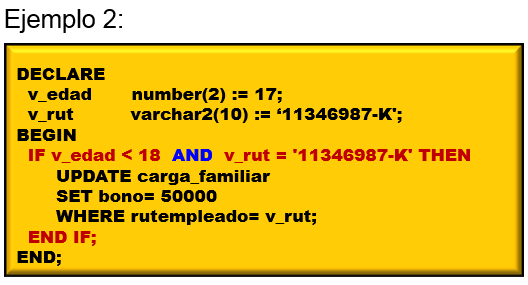 Ejemplo 2:
DECLARE
v_edad number(2) := 17;
v_rut varchar2(10) := ‘11346987-K';
BEGIN
IF v_edad < 18 AND v_rut = '11346987-K' THEN
UPDATE carga_familiar
SET bono= 50000
WHERE rutempleado= v_rut;
END IF;
END;